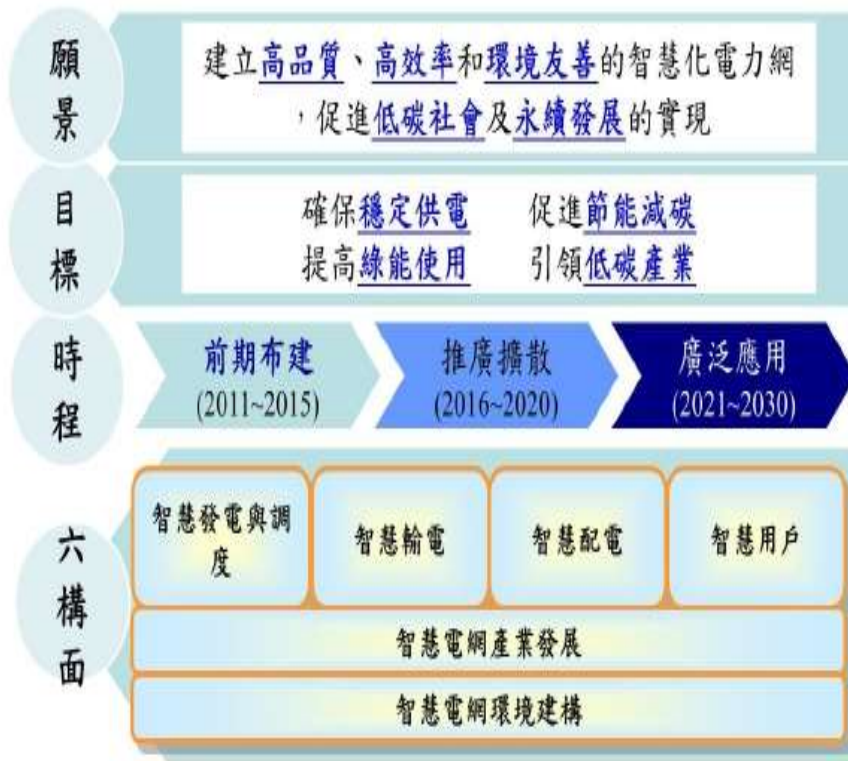 願景
建立高品質、高效率和環境友善的智慧化電力網
，促進低碳社會及永續發展的實現
目標
確保穩定供電 促進節能減碳
提高綠能使用 引領低碳產業
時程
前期布建 推廣擴散 廣泛應用
(2011~2015) (2016~2020) (2021~2030)
六構面
智慧發電與調
度
智慧輸電
智慧配電
智慧用戶
智慧電網產業發展
智慧電網環境建構